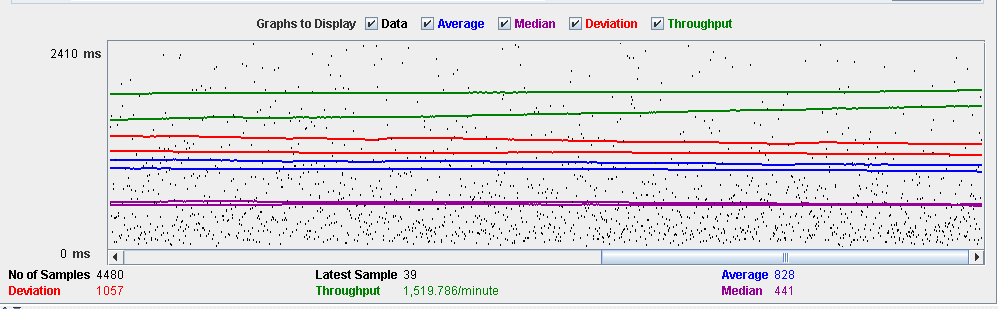 Graphs to Display Data Average Median Deviation Throughput
2410 ms
0 ms
No of Samples 4480 Latest Sample 39 Average 828
Deviation 1057 Throughput 1,519.786/minute Median 441